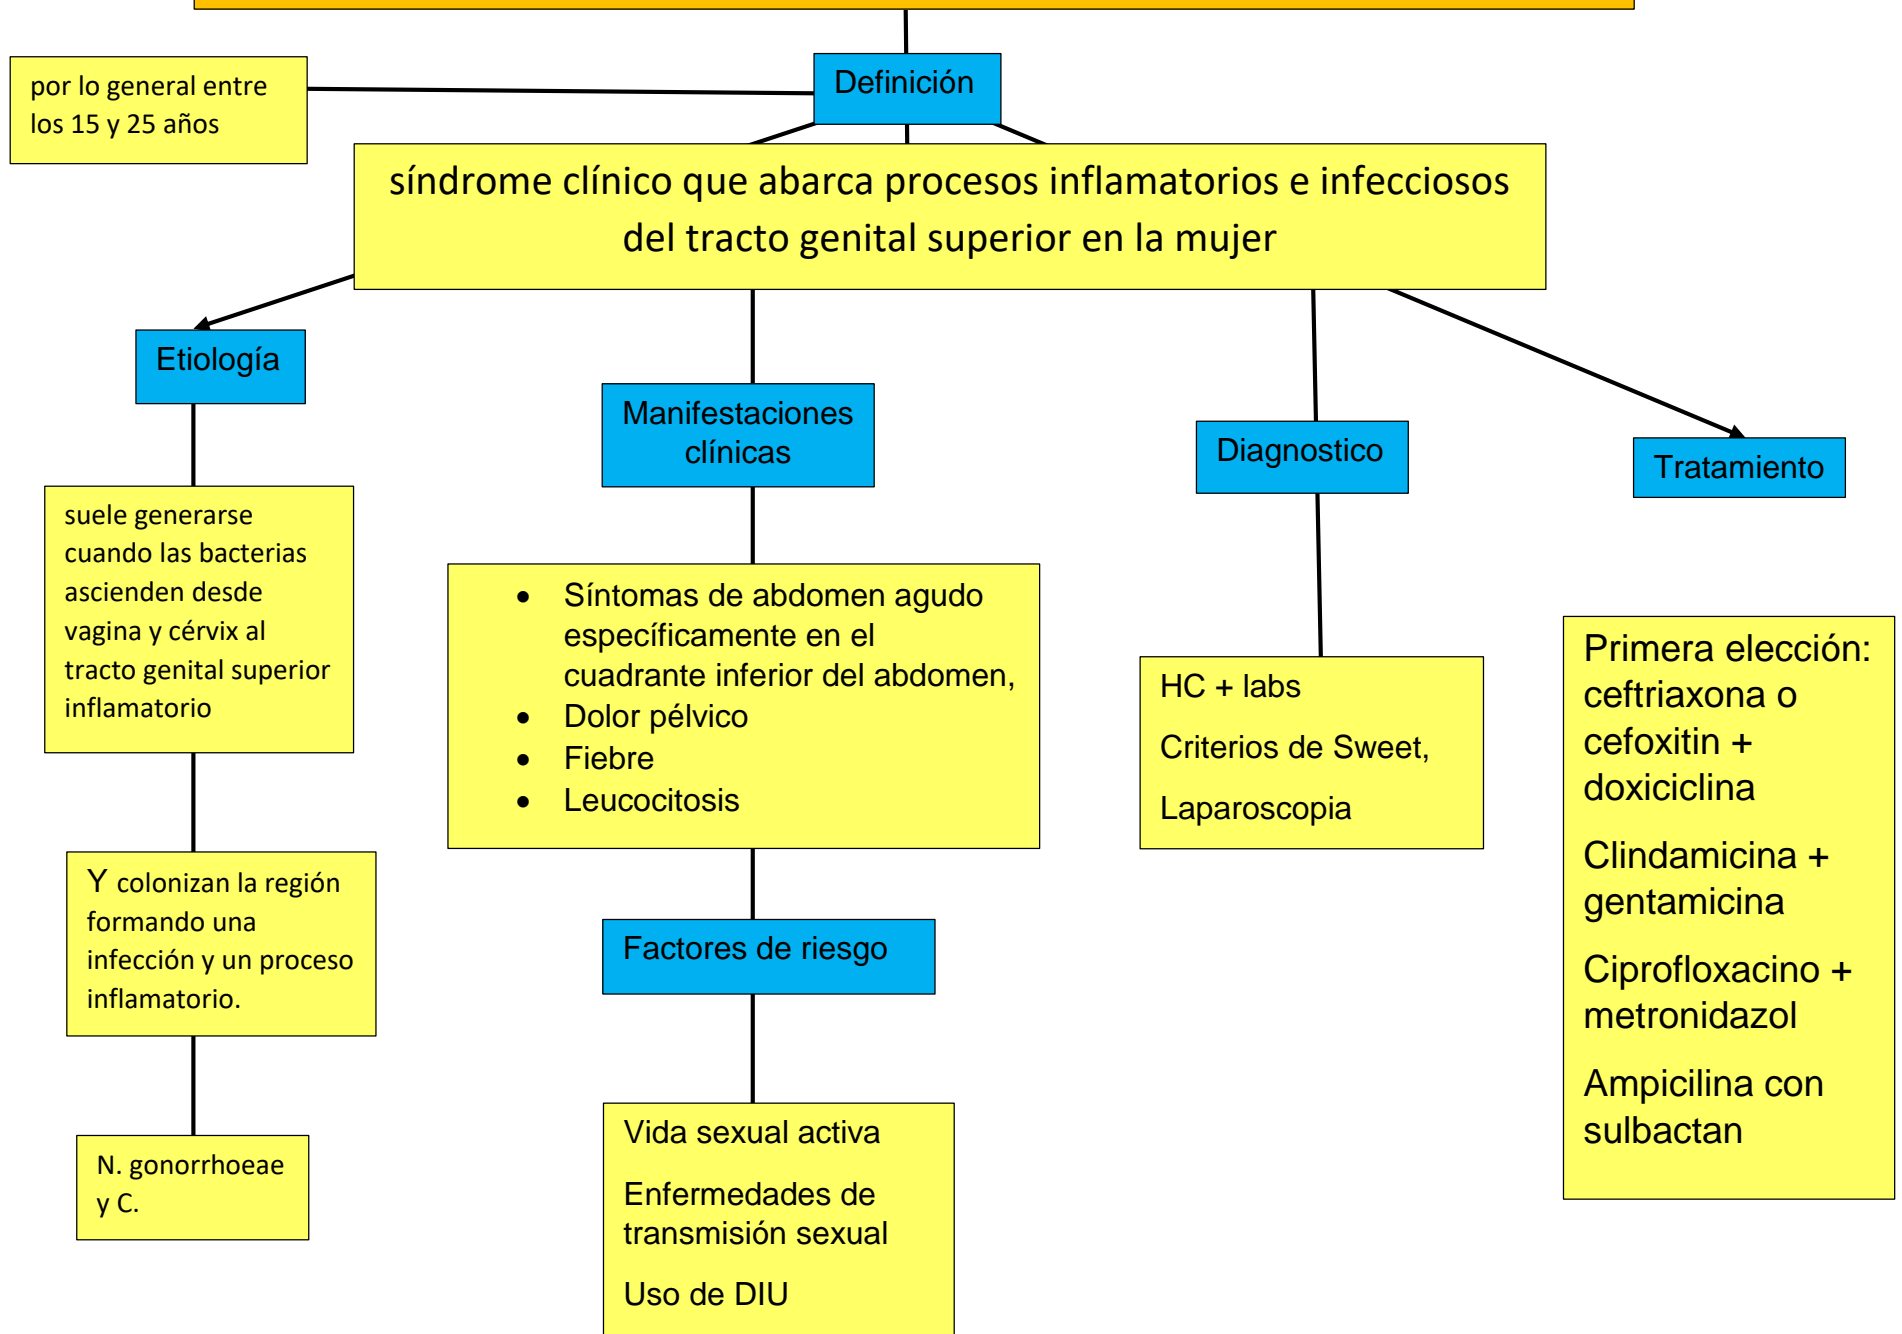 Definición
por lo general entre
los 15 y 25 años
síndrome clínico que abarca procesos inflamatorios e infecciosos
del tracto genital superior en la mujer
Etiología
suele generarse
cuando las bacterias
ascienden desde
vagina y cérvix al
tracto genital superior
inflamatorio
Y colonizan la región
formando una
infección y un proceso
inflamatorio.
N. gonorrhoeae
y C.
Manifestaciones
clínicas
• Síntomas de abdomen agudo
específicamente en el
cuadrante inferior del abdomen,
• Dolor pélvico
• Fiebre
• Leucocitosis
Factores de riesgo
Vida sexual activa
Enfermedades de
transmisión sexual
Uso de DIU
Diagnostico
HC + labs
Criterios de Sweet,
Laparoscopia
Tratamiento
Primera elección:
ceftriaxona o
cefoxitin +
doxiciclina
Clindamicina +
gentamicina
Ciprofloxacino +
metronidazol
Ampicilina con
sulbactan